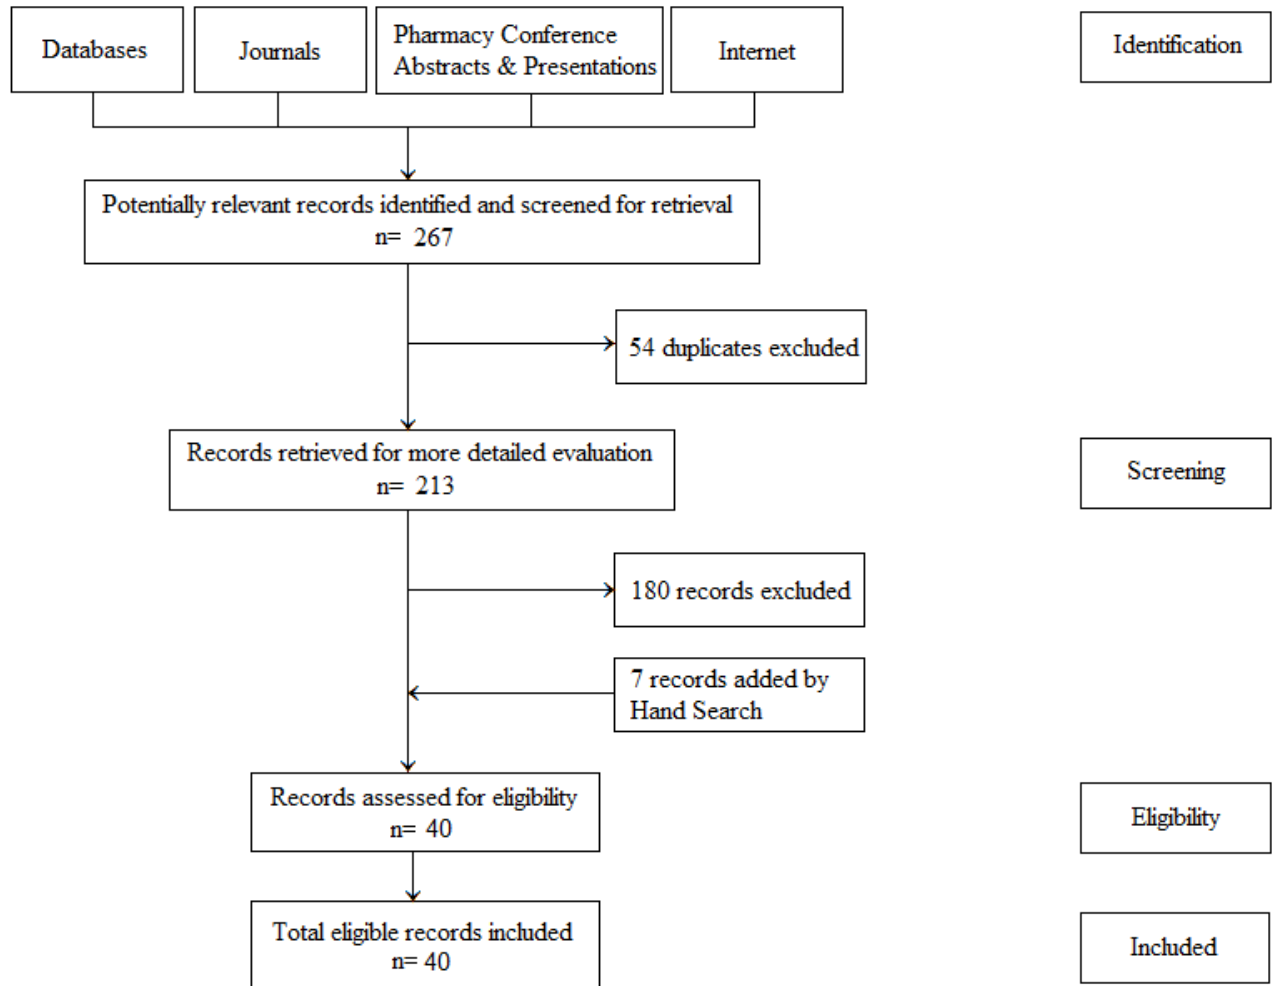 Databases
Journals
Pharmacy Conference
Abstracts & Presentations
Internet
Identification
Potentially relevant records identified and screened for retrieval
n= 267
54 duplicates excluded
Records retrieved for more detailed evaluation
n= 213
Screening
180 records excluded
7 records added by
Hand Search
Records assessed for eligibility
n= 40
Eligibility
Total eligible records included
n= 40
Included